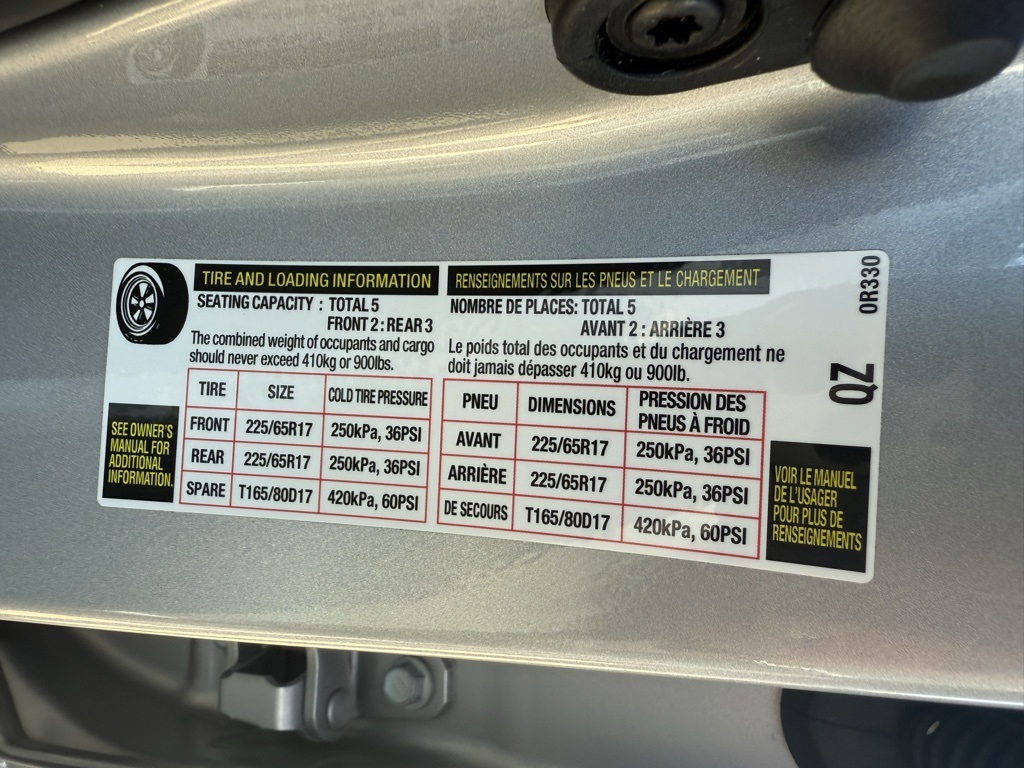 TIRE AND LOADING INFORMATION
SEATING CAPACITY : TOTAL 5
FRONT 2 : REAR 3
The combined weight of occupants and cargo
should never exceed 410kg or 900lbs.
TIRE SIZE COLD TIRE PRESSURE
FRONT 225/65R17 250kPa, 36PSI
REAR 225/65R17 250kPa, 36PSI
SPARE T165/80D17 420kPa, 60PSI
SEE OWNER'S
MANUAL FOR
ADDITIONAL
INFORMATION.
RENSEIGNEMENTS SUR LES PNEUS ET LE CHARGEMENT
NOMBRE DE PLACES: TOTAL 5
AVANT 2 : ARRIÈRE 3
Le poids total des occupants et du chargement ne
doit jamais dépasser 410kg ou 900lb.
PNEU DIMENSIONS PRESSION DES
PNEUS À FROID
AVANT 225/65R17 250kPa, 36PSI
ARRIÈRE 225/65R17 250kPa, 36PSI
DE SECOURS T165/80D17 420kPa, 60PSI
VOIR LE MANUEL
DE L'USAGER
POUR PLUS DE
RENSEIGNEMENTS
0R330
QZ